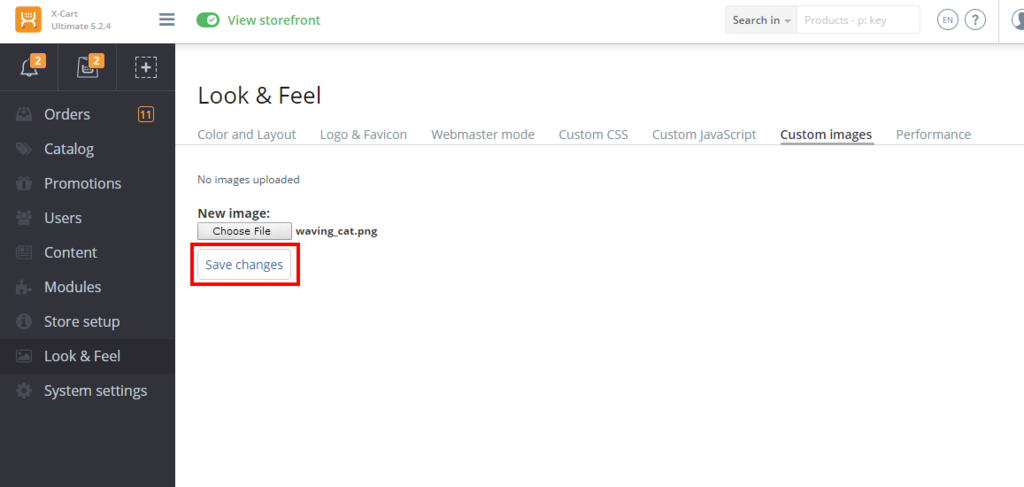 X-Cart
Ultimate 5.2.4
View storefront
Search in
Products - p: key
EN
?
2
2
Orders
11
Catalog
Promotions
Users
Content
Modules
Store setup
Look & Feel
System settings
Look & Feel
Color and Layout
Logo & Favicon
Webmaster mode
Custom CSS
Custom JavaScript
Custom images
Performance
No images uploaded
New image:
Choose File
waving_cat.png
Save changes